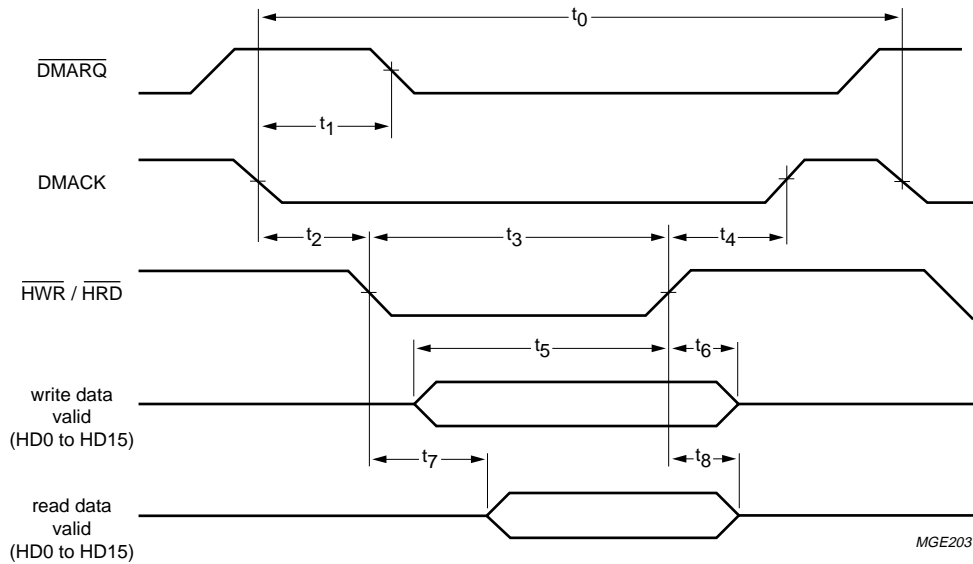 t0
DMARQ
t1
DMACK
t2
t3
t4
HWR / HRD
t5
t6
write data
valid
(HD0 to HD15)
t7
t8
read data
valid
(HD0 to HD15)
MGE203